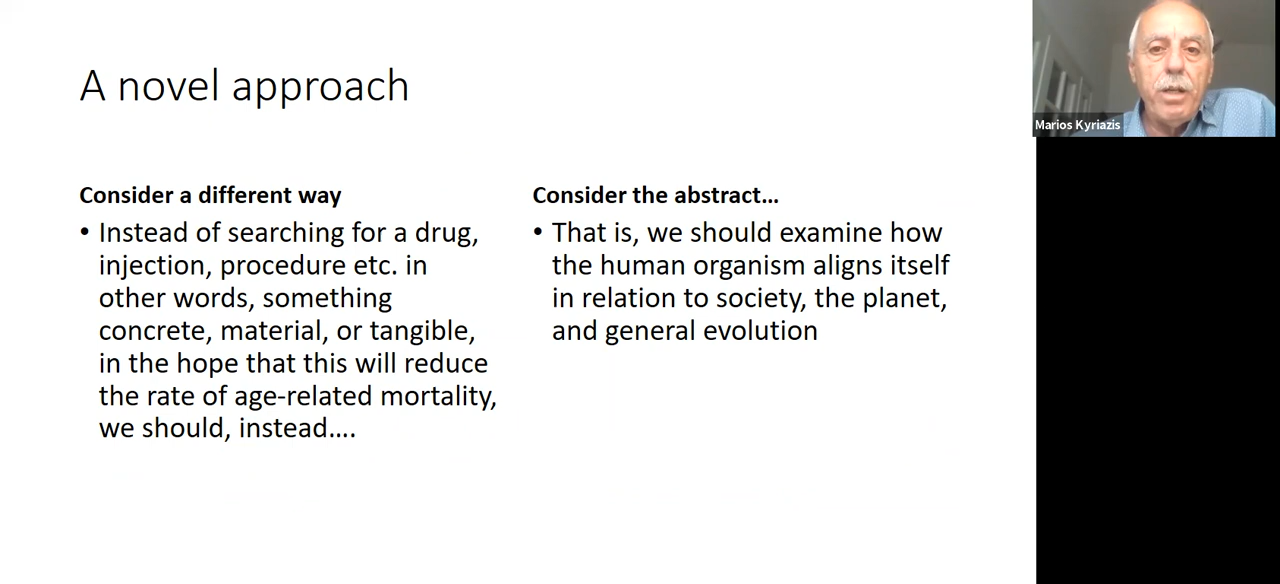 A novel approach
Consider a different way
• Instead of searching for a drug,
injection, procedure etc. in
other words, something
concrete, material, or tangible,
in the hope that this will reduce
the rate of age-related mortality,
we should, instead....
Consider the abstract...
• That is, we should examine how
the human organism aligns itself
in relation to society, the planet,
and general evolution
Marios Kyriazis